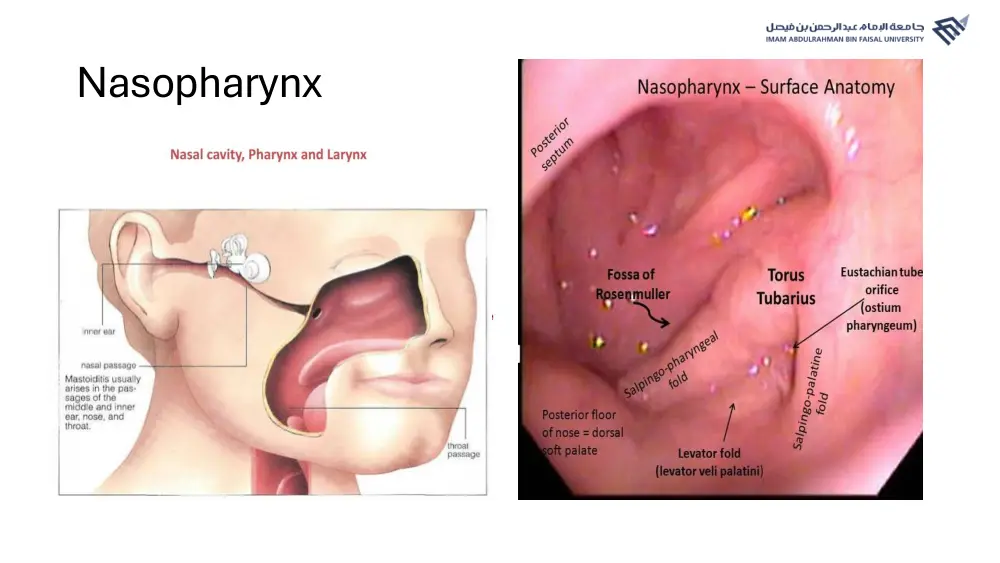 جامعة الإمام عبدالرحمن بن فيصل
IMAM ABDULRAHMAN BIN FAISAL UNIVERSITY
Nasopharynx
Nasal cavity, Pharynx and Larynx
inner ear
nasal passage
Mastoiditis usually
arises in the pas-
sages of the
middle and inner
ear, nose, and
throat.
throat
passage
Nasopharynx – Surface Anatomy
Posterior
septum
Fossa of
Rosenmuller
Torus
Tubarius
Eustachian tube
orifice
(ostium
pharyngeum)
Salpingo-pharyngeal
fold
Salpingo-palatine
fold
Posterior floor
of nose = dorsal
soft palate
Levator fold
(levator veli palatini)